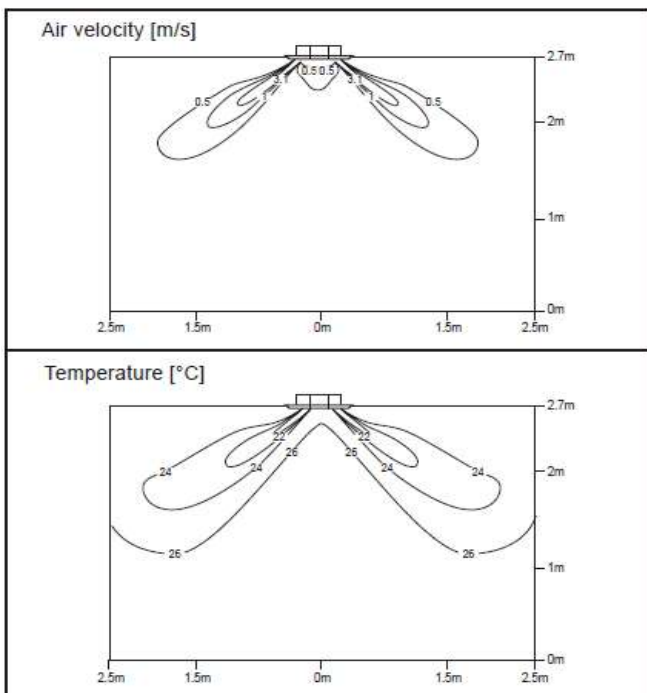 Air velocity [m/s]
2.7m
0.5 0.5
3.1 3.1
0.5 1 1 0.5
2m
1m
0m
2.5m 1.5m 0m 1.5m 2.5m
Temperature [°C]
2.7m
22 22
26 26
24 24 24 24
2m
26 26
1m
0m
2.5m 1.5m 0m 1.5m 2.5m